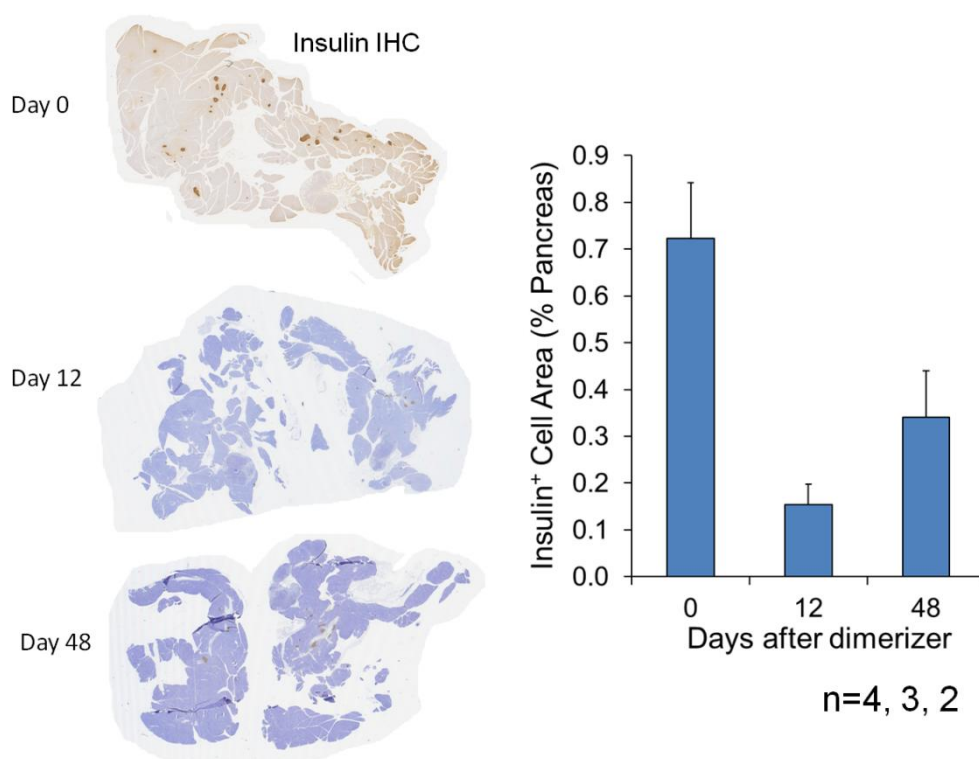 Insulin IHC
Day 0
Day 12
Day 48
Insulin⁺ Cell Area (% Pancreas)
0.9
0.8
0.7
0.6
0.5
0.4
0.3
0.2
0.1
0.0
0 12 48
Days after dimerizer
n=4, 3, 2